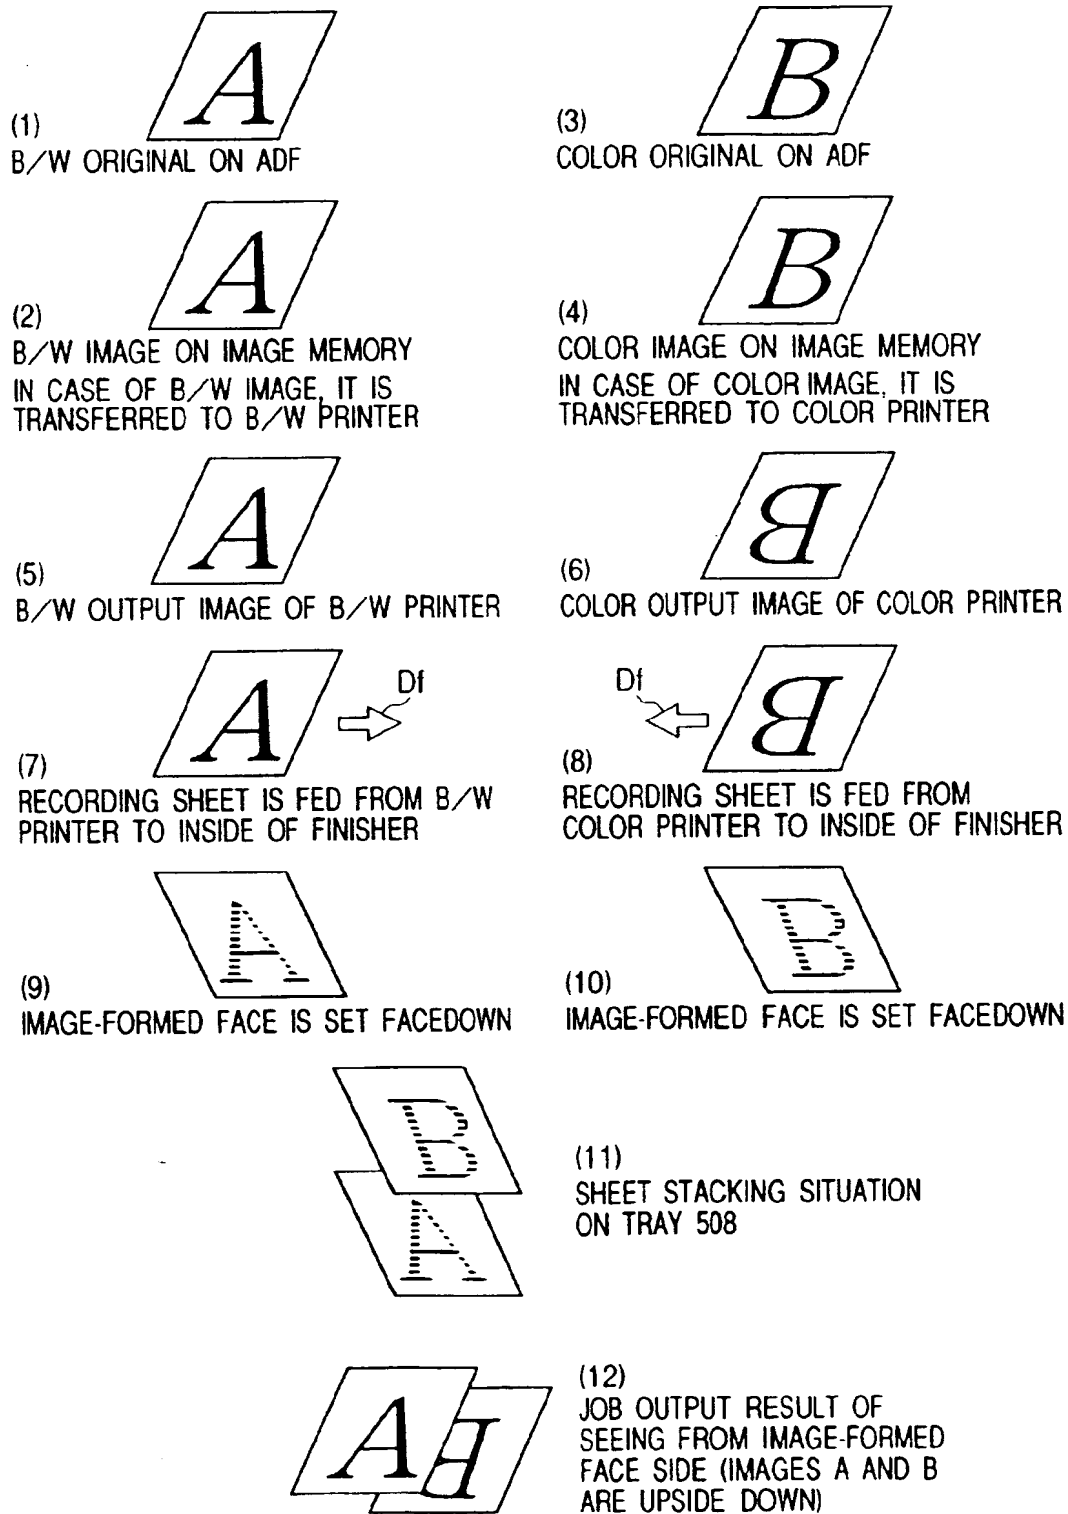 A
(1)
B/W ORIGINAL ON ADF
B
(3)
COLOR ORIGINAL ON ADF
A
(2)
B/W IMAGE ON IMAGE MEMORY
IN CASE OF B/W IMAGE, IT IS
TRANSFERRED TO B/W PRINTER
B
(4)
COLOR IMAGE ON IMAGE MEMORY
IN CASE OF COLOR IMAGE, IT IS
TRANSFERRED TO COLOR PRINTER
A
(5)
B/W OUTPUT IMAGE OF B/W PRINTER
B
(6)
COLOR OUTPUT IMAGE OF COLOR PRINTER
A
Df
(7)
RECORDING SHEET IS FED FROM B/W
PRINTER TO INSIDE OF FINISHER
Df
B
(8)
RECORDING SHEET IS FED FROM
COLOR PRINTER TO INSIDE OF FINISHER
A
(9)
IMAGE-FORMED FACE IS SET FACEDOWN
B
(10)
IMAGE-FORMED FACE IS SET FACEDOWN
B
A
(11)
SHEET STACKING SITUATION
ON TRAY 508
A
B
(12)
JOB OUTPUT RESULT OF
SEEING FROM IMAGE-FORMED
FACE SIDE (IMAGES A AND B
ARE UPSIDE DOWN)